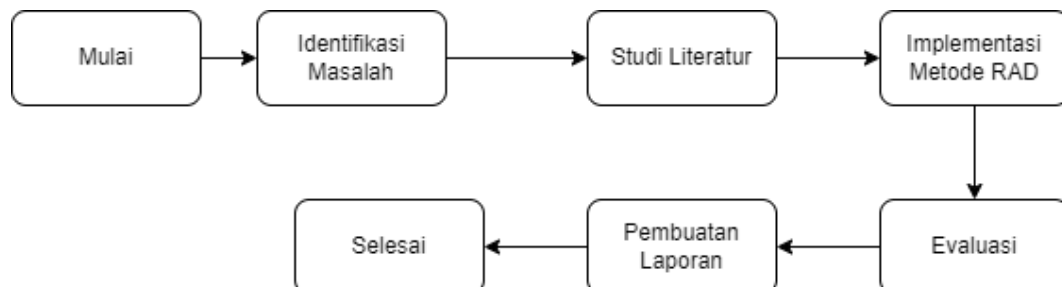 Mulai
Identifikasi
Masalah
Studi Literatur
Implementasi
Metode RAD
Selesai
Pembuatan
Laporan
Evaluasi